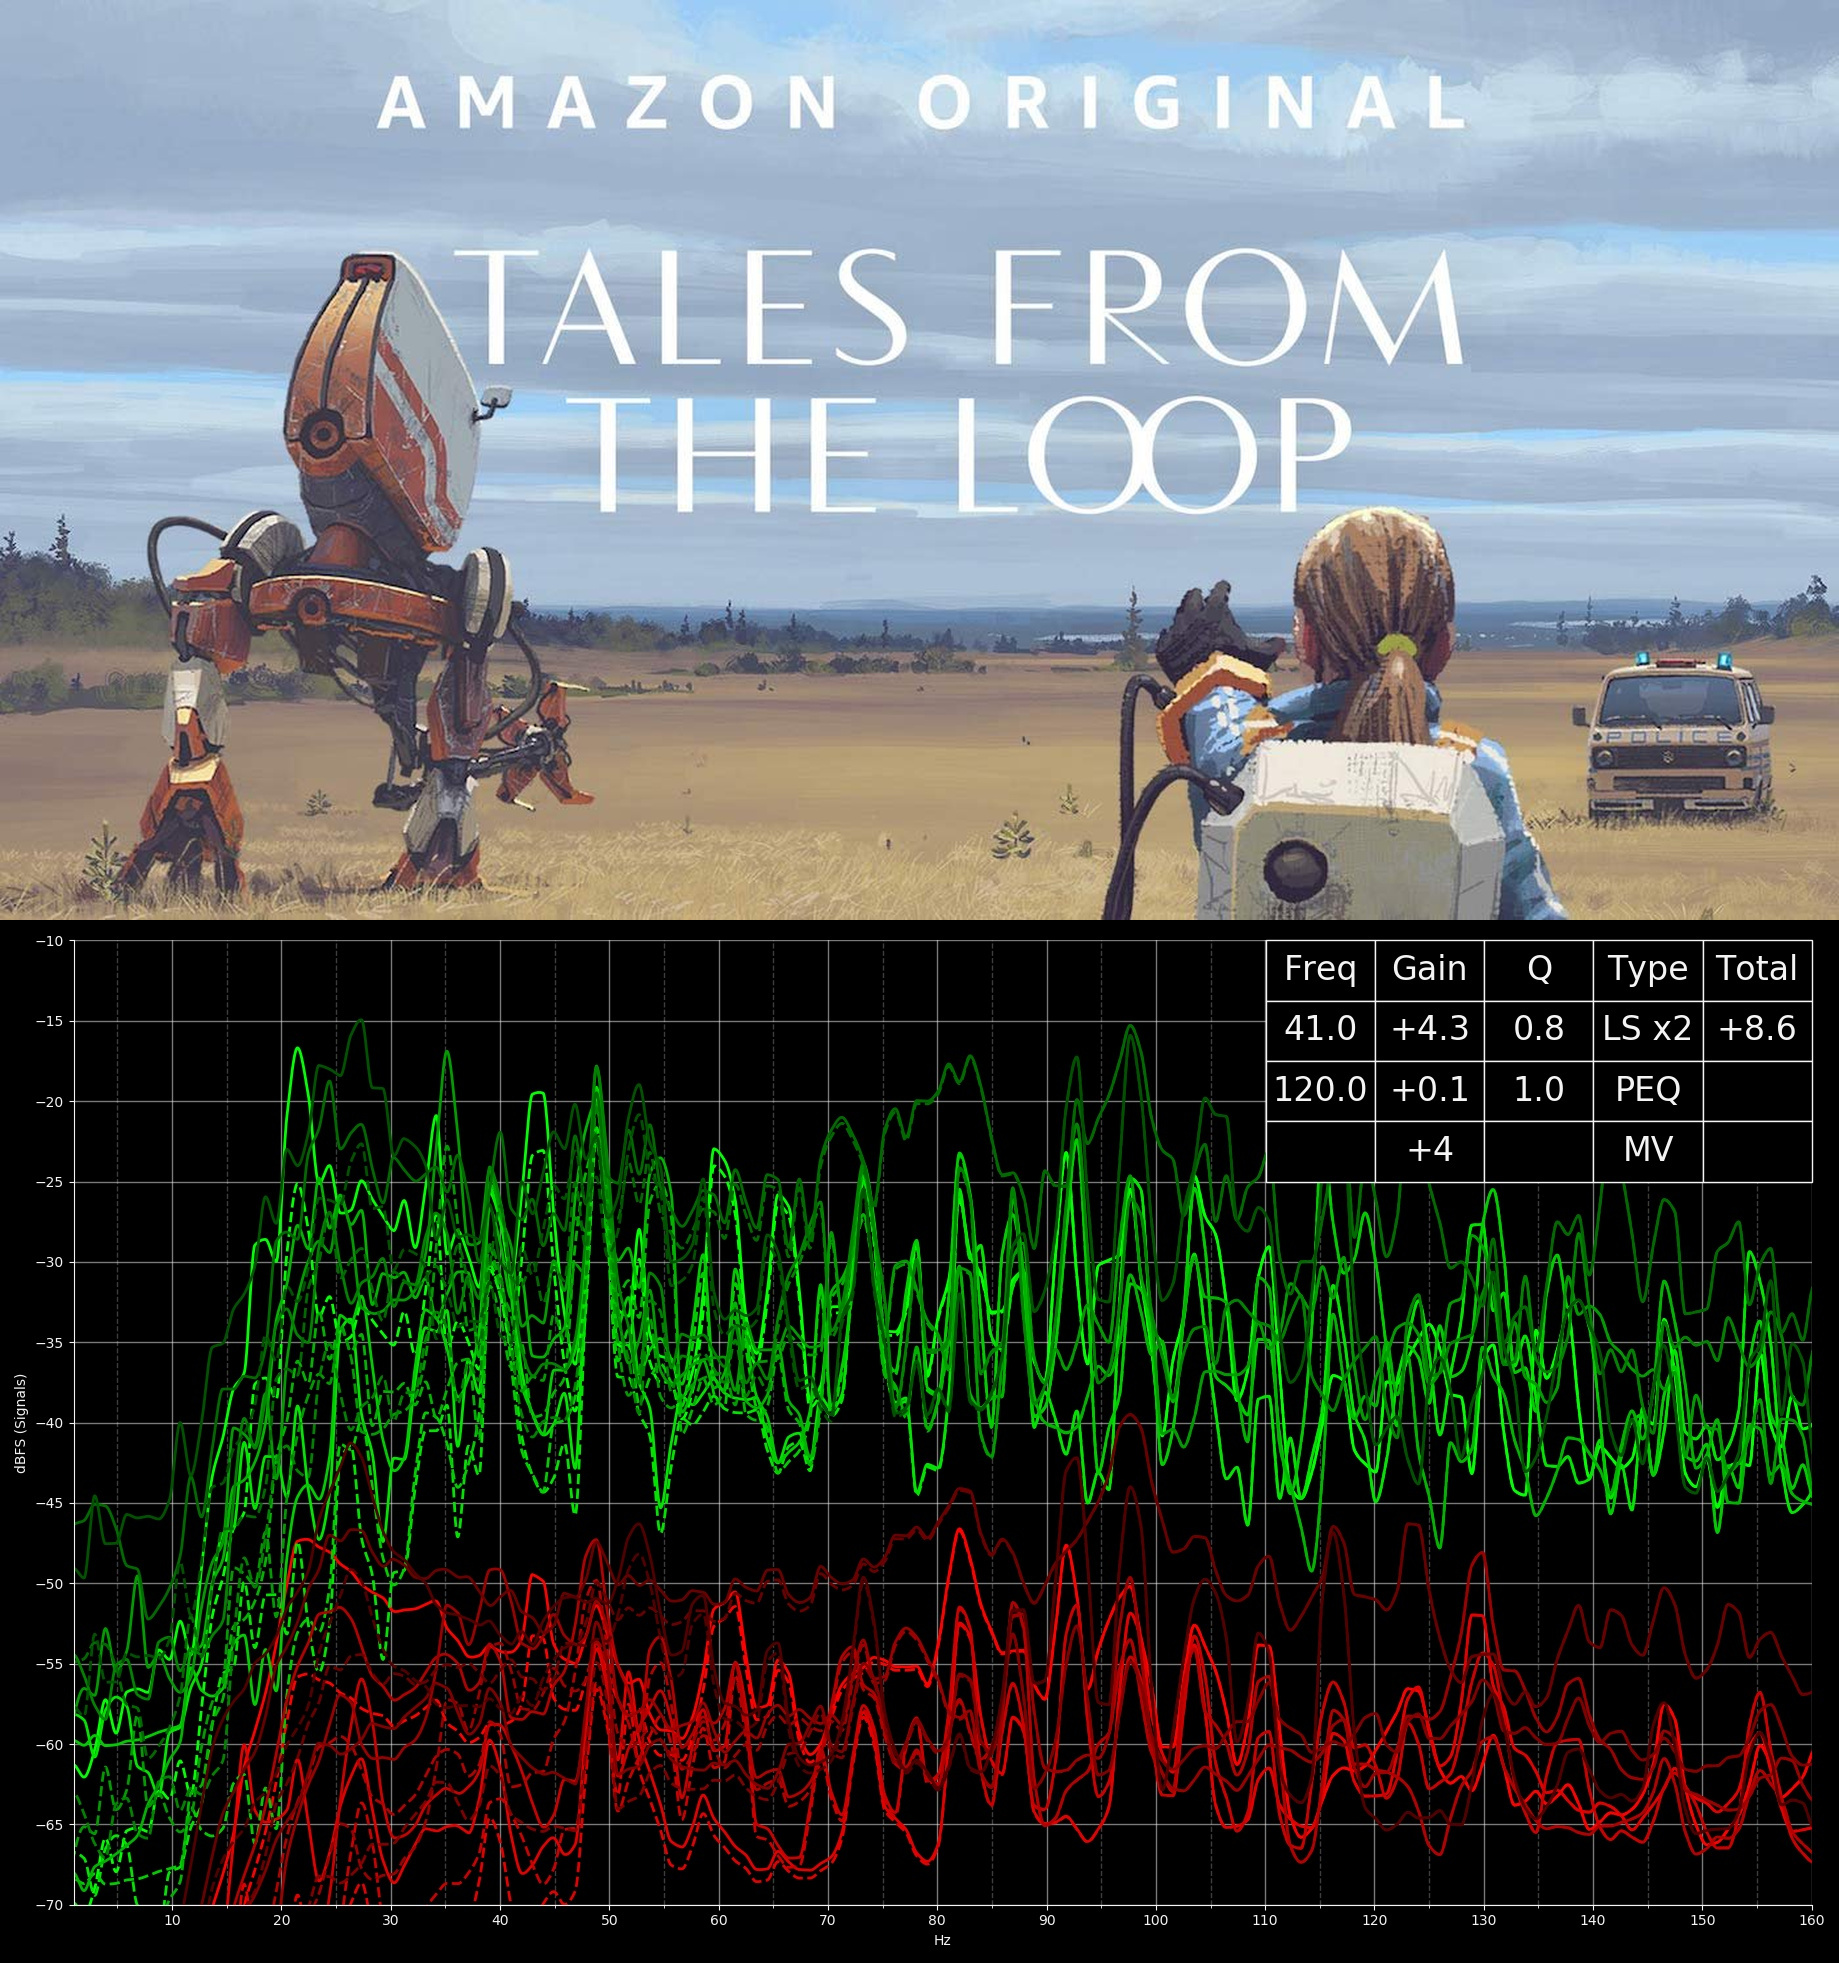 AMAZON ORIGINAL
TALES FROM
THE LOOP
POLICE
Freq Gain Q Type Total
41.0 +4.3 0.8 LS x2 +8.6
120.0 +0.1 1.0 PEQ
+4 MV
−10
−15
−20
−25
−30
−35
−40
−45
−50
−55
−60
−65
−70
dBFS (Signals)
10 20 30 40 50 60 70 80 90 100 110 120 130 140 150 160
Hz